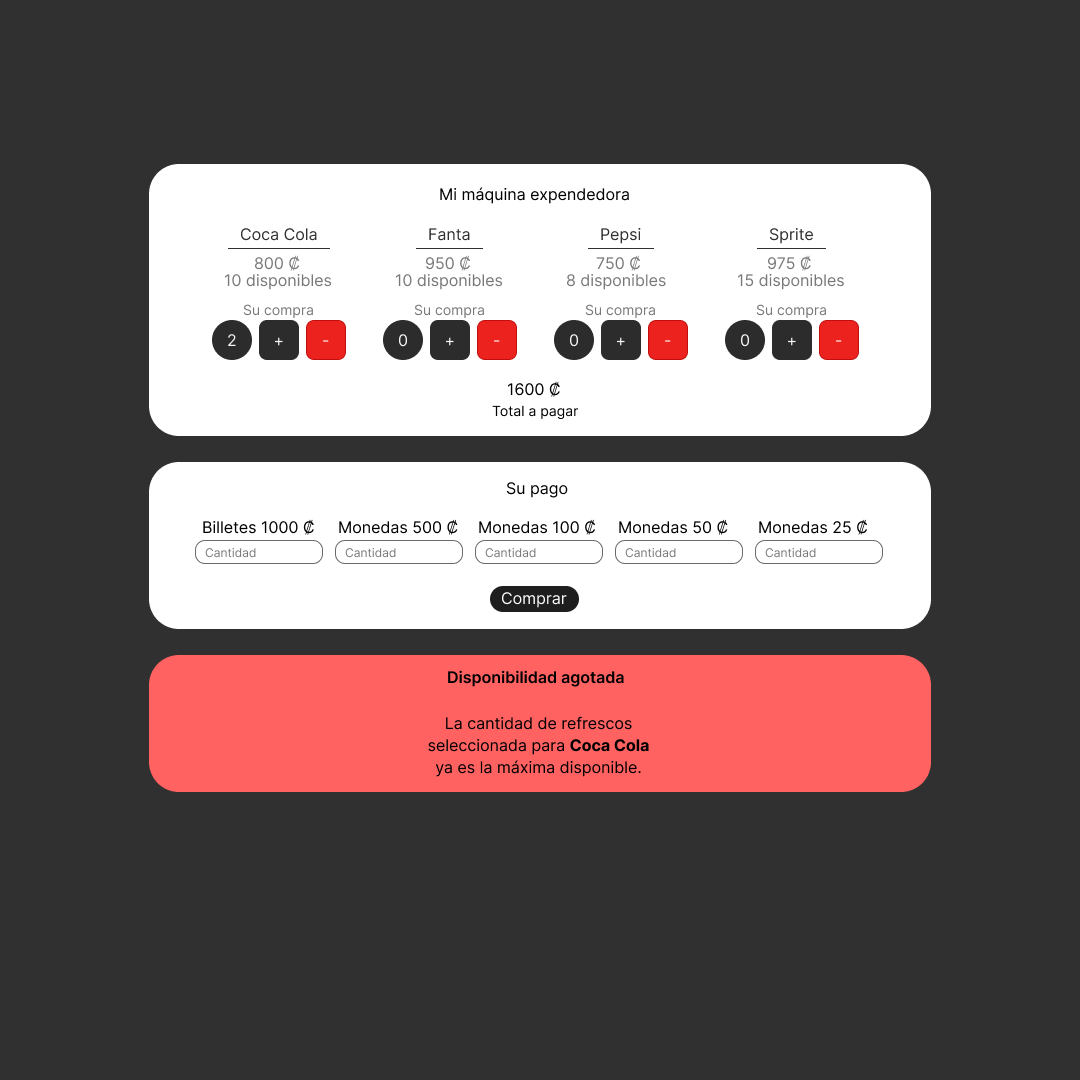 Mi máquina expendedora
Coca Cola Fanta Pepsi Sprite
800 ₡ 950 ₡ 750 ₡ 975 ₡
10 disponibles 10 disponibles 8 disponibles 15 disponibles
Su compra Su compra Su compra Su compra
2 + - 0 + - 0 + - 0 + -
1600 ₡
Total a pagar
Su pago
Billetes 1000 ₡ Monedas 500 ₡ Monedas 100 ₡ Monedas 50 ₡ Monedas 25 ₡
Cantidad Cantidad Cantidad Cantidad Cantidad
Comprar
Disponibilidad agotada
La cantidad de refrescos
seleccionada para Coca Cola
ya es la máxima disponible.